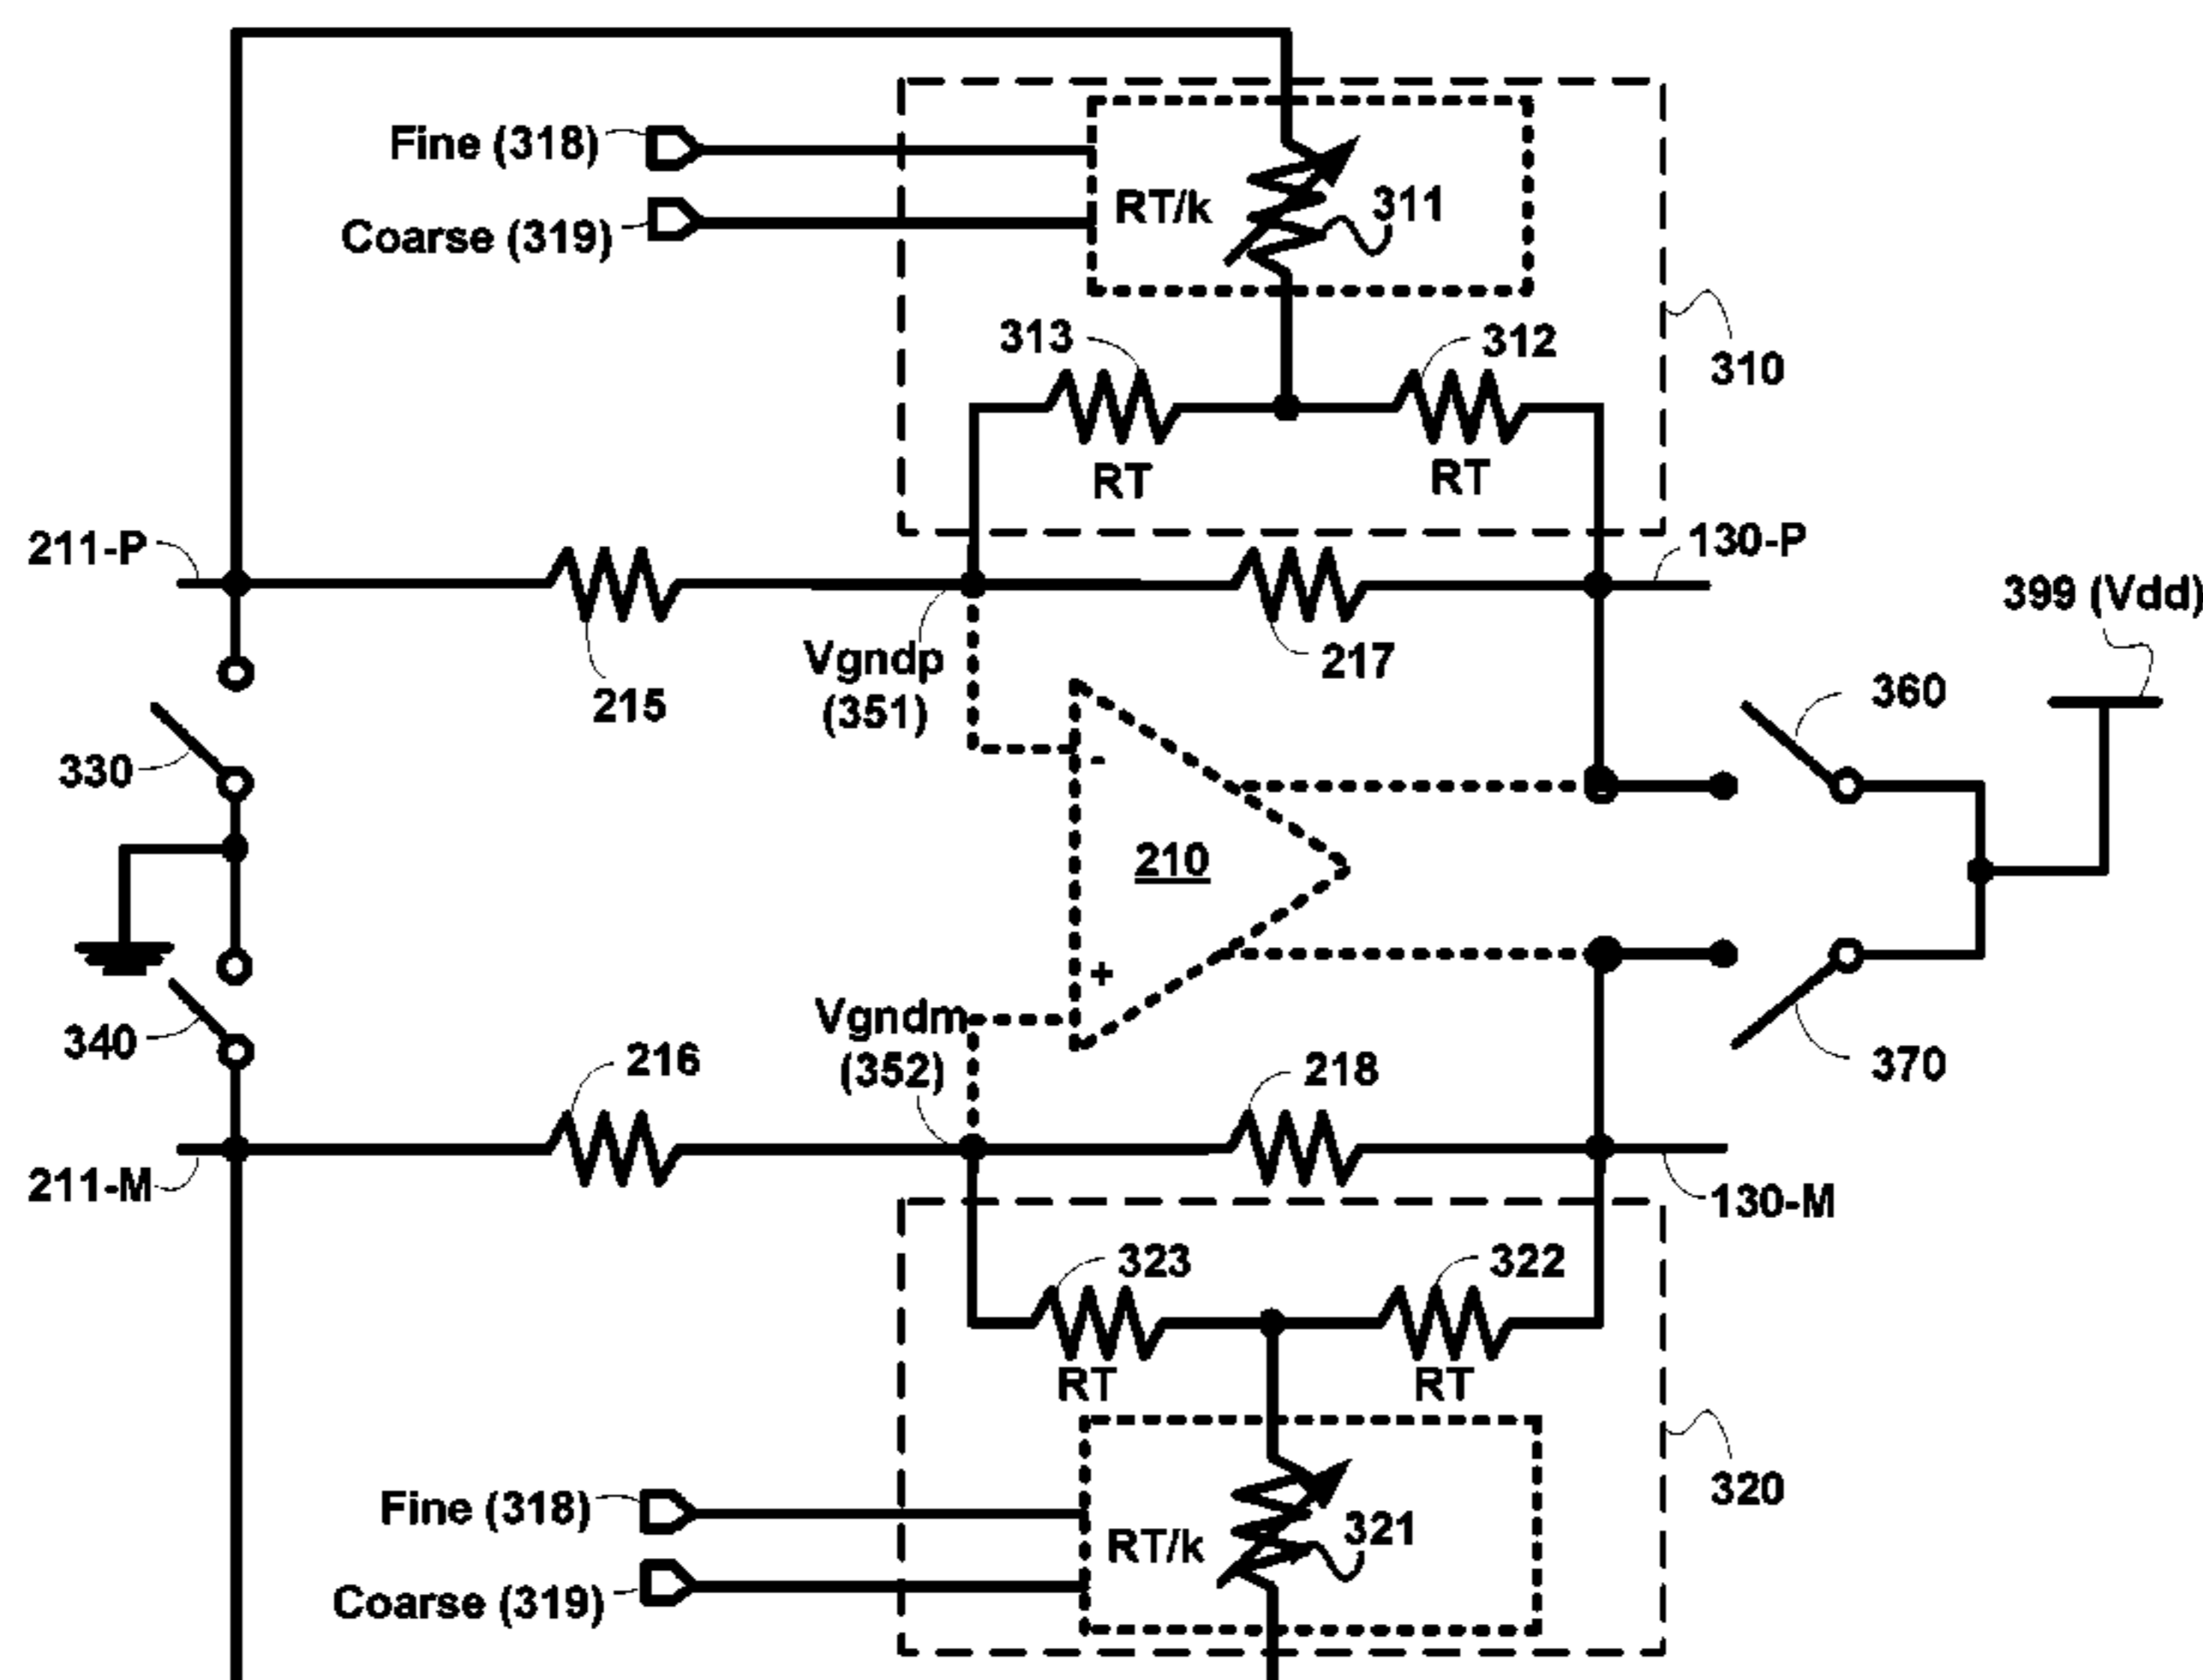 Fine (318)
Coarse (319)
RT/k
311
313
312
310
RT
RT
211-P
130-P
399 (Vdd)
Vgndp
(351)
217
215
360
330
-
210
+
Vgndm
(352)
340
216
218
370
211-M
130-M
323
322
RT
RT
Fine (318)
RT/k
321
320
Coarse (319)